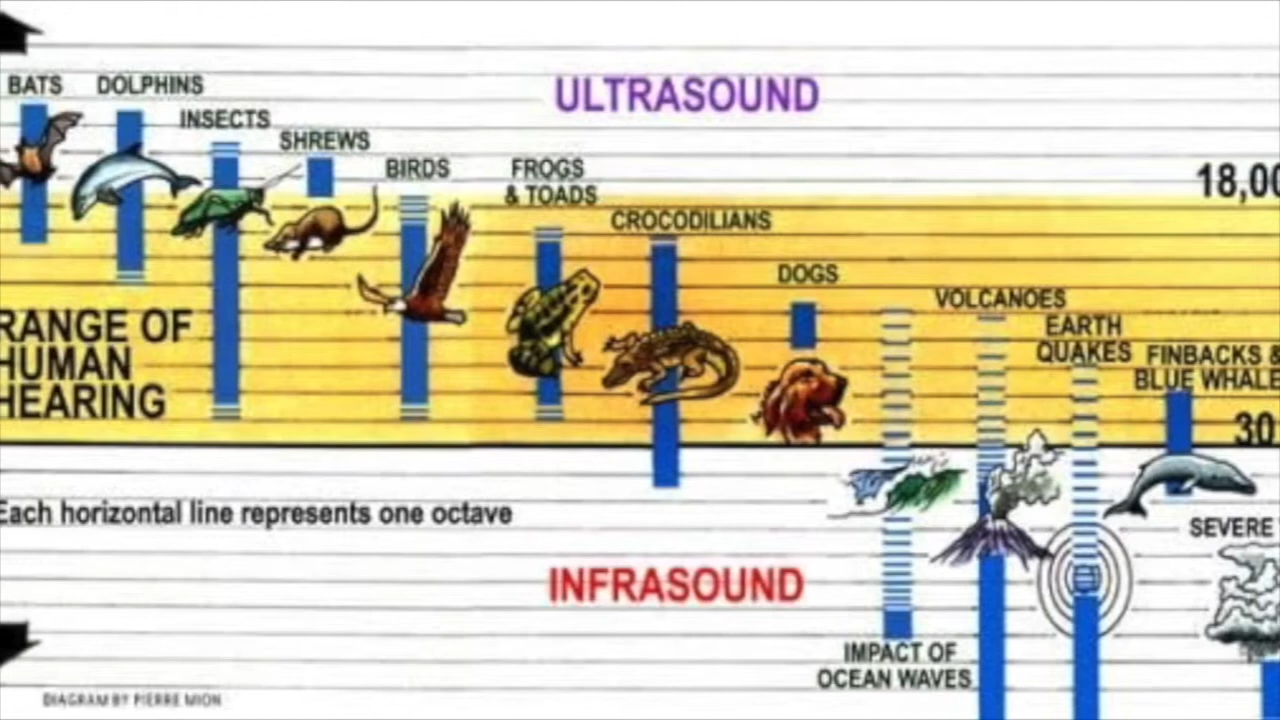 BATS
DOLPHINS
INSECTS
SHREWS
BIRDS
ULTRASOUND
FROGS
& TOADS
CROCODILIANS
18,00
DOGS
VOLCANOES
EARTH
QUAKES
FINBACKS &
BLUE WHALE
RANGE OF
HUMAN
HEARING
30
Each horizontal line represents one octave
SEVERE
INFRASOUND
IMPACT OF
OCEAN WAVES
DIAGRAM BY PIERRE MION